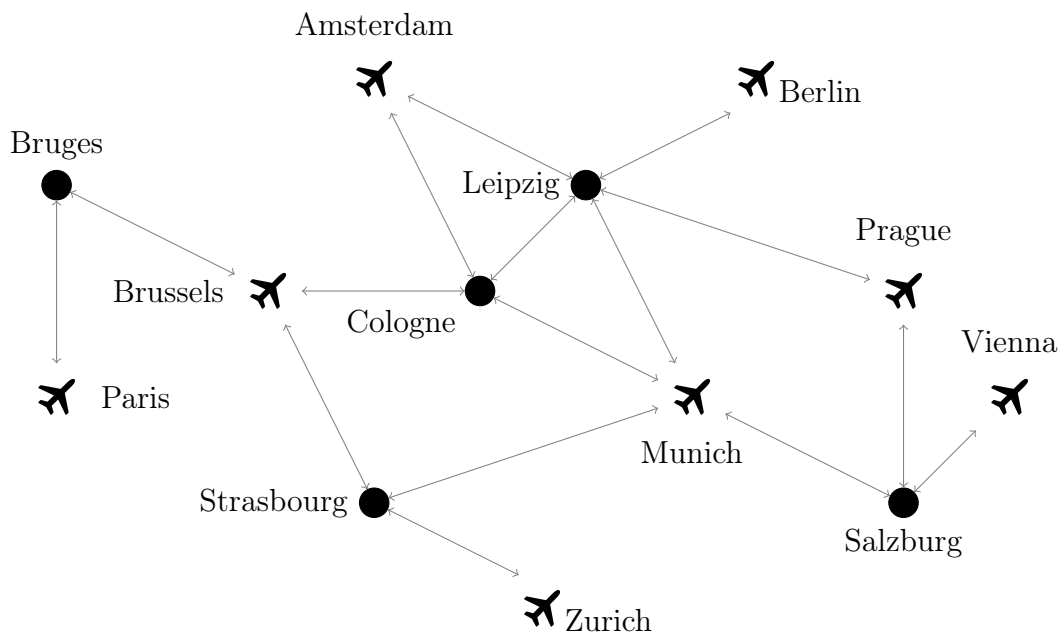 Amsterdam
Berlin
Bruges
Leipzig
Prague
Brussels
Cologne
Vienna
Paris
Munich
Strasbourg
Salzburg
Zurich